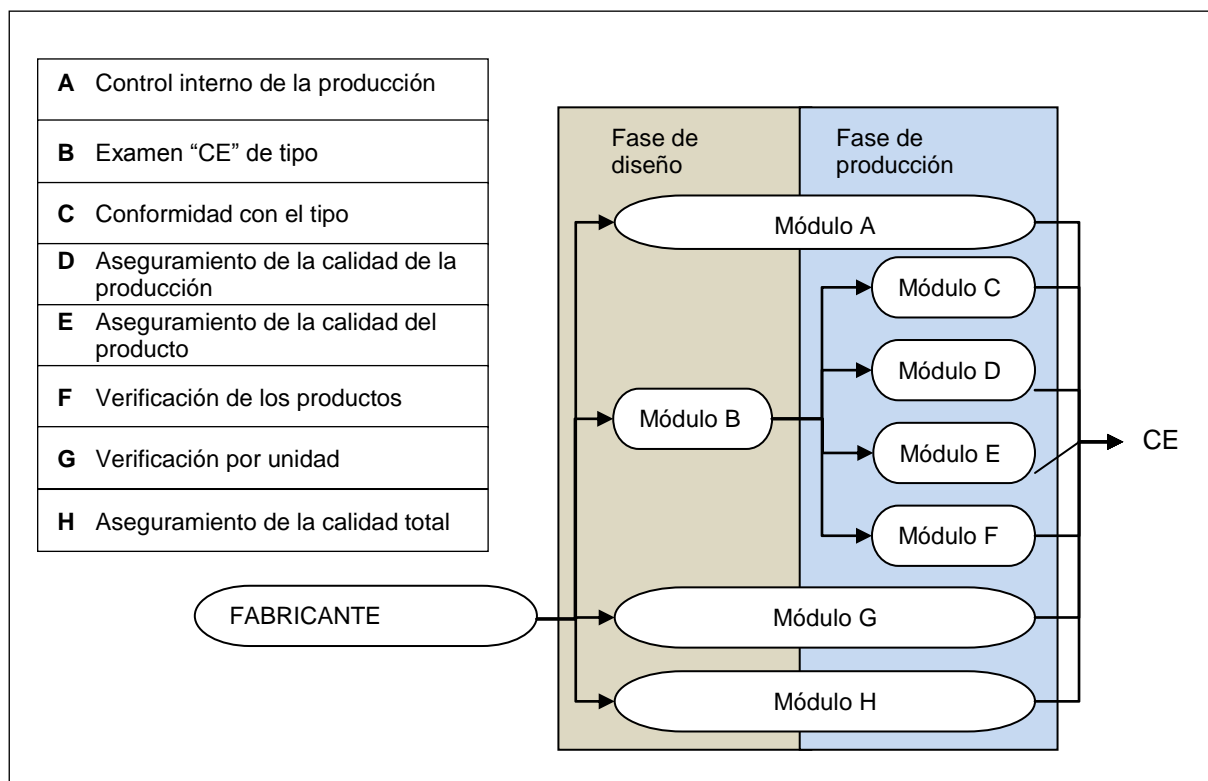 A Control interno de la producción
B Examen “CE” de tipo
C Conformidad con el tipo
D Aseguramiento de la calidad de la
producción
E Aseguramiento de la calidad del
producto
F Verificación de los productos
G Verificación por unidad
H Aseguramiento de la calidad total
FABRICANTE
Fase de
diseño
Fase de
producción
Módulo A
Módulo C
Módulo D
Módulo B
Módulo E
Módulo F
Módulo G
Módulo H
CE